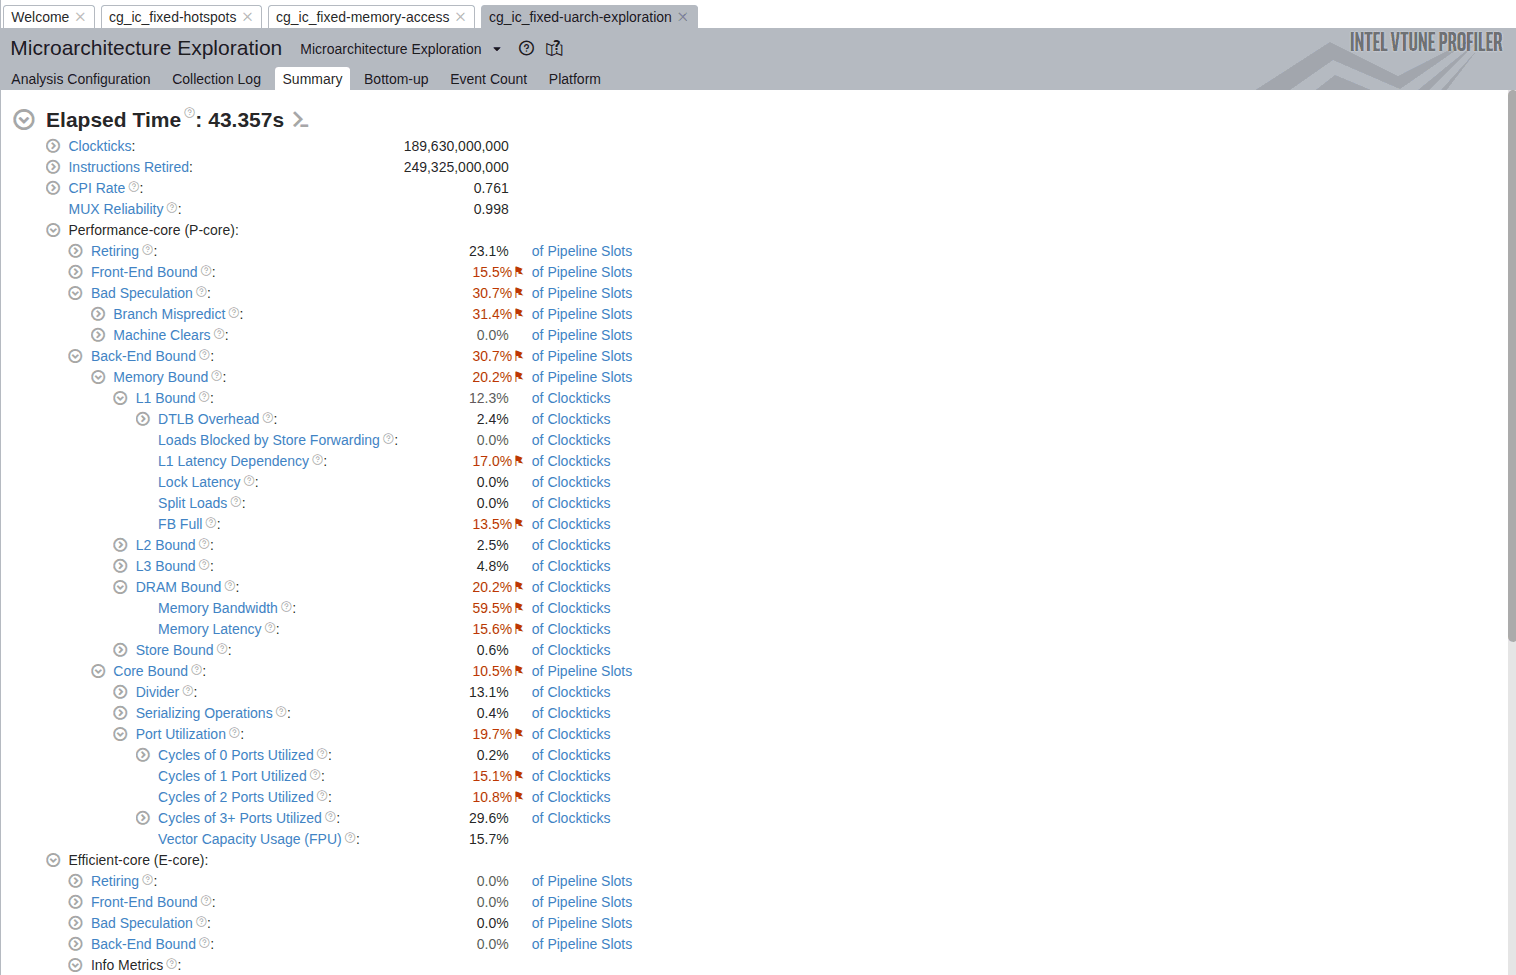 Welcome × cg_ic_fixed-hotspots × cg_ic_fixed-memory-access × cg_ic_fixed-uarch-exploration ×
Microarchitecture Exploration Microarchitecture Exploration ? ? INTEL VTUNE PROFILER
Analysis Configuration Collection Log Summary Bottom-up Event Count Platform
Elapsed Time ?: 43.357s
Clockticks: 189,630,000,000
Instructions Retired: 249,325,000,000
CPI Rate ?: 0.761
MUX Reliability ?: 0.998
Performance-core (P-core):
Retiring ?: 23.1% of Pipeline Slots
Front-End Bound ?: 15.5% of Pipeline Slots
Bad Speculation ?: 30.7% of Pipeline Slots
Branch Mispredict ?: 31.4% of Pipeline Slots
Machine Clears ?: 0.0% of Pipeline Slots
Back-End Bound ?: 30.7% of Pipeline Slots
Memory Bound ?: 20.2% of Pipeline Slots
L1 Bound ?: 12.3% of Clockticks
DTLB Overhead ?: 2.4% of Clockticks
Loads Blocked by Store Forwarding ?: 0.0% of Clockticks
L1 Latency Dependency ?: 17.0% of Clockticks
Lock Latency ?: 0.0% of Clockticks
Split Loads ?: 0.0% of Clockticks
FB Full ?: 13.5% of Clockticks
L2 Bound ?: 2.5% of Clockticks
L3 Bound ?: 4.8% of Clockticks
DRAM Bound ?: 20.2% of Clockticks
Memory Bandwidth ?: 59.5% of Clockticks
Memory Latency ?: 15.6% of Clockticks
Store Bound ?: 0.6% of Clockticks
Core Bound ?: 10.5% of Pipeline Slots
Divider ?: 13.1% of Clockticks
Serializing Operations ?: 0.4% of Clockticks
Port Utilization ?: 19.7% of Clockticks
Cycles of 0 Ports Utilized ?: 0.2% of Clockticks
Cycles of 1 Port Utilized ?: 15.1% of Clockticks
Cycles of 2 Ports Utilized ?: 10.8% of Clockticks
Cycles of 3+ Ports Utilized ?: 29.6% of Clockticks
Vector Capacity Usage (FPU) ?: 15.7%
Efficient-core (E-core):
Retiring ?: 0.0% of Pipeline Slots
Front-End Bound ?: 0.0% of Pipeline Slots
Bad Speculation ?: 0.0% of Pipeline Slots
Back-End Bound ?: 0.0% of Pipeline Slots
Info Metrics ?: